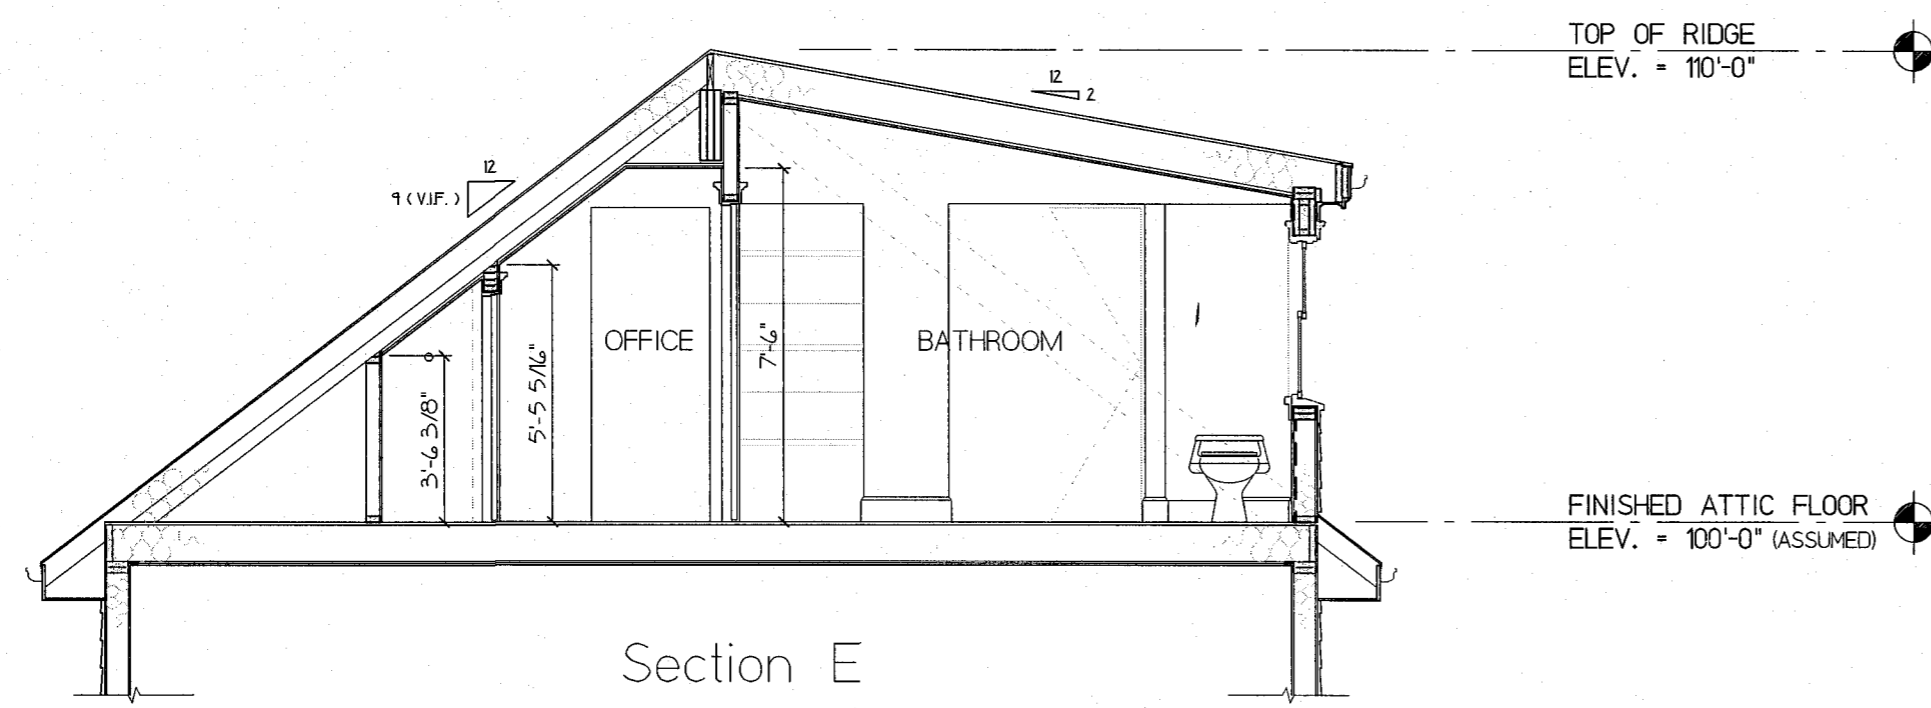 TOP OF RIDGE
ELEV. = 110'-0"
12
2
12
9 (V.I.F.)
OFFICE
BATHROOM
7'-6"
5'-5 5/16"
3'-6 3/8"
FINISHED ATTIC FLOOR
ELEV. = 100'-0" (ASSUMED)
Section E